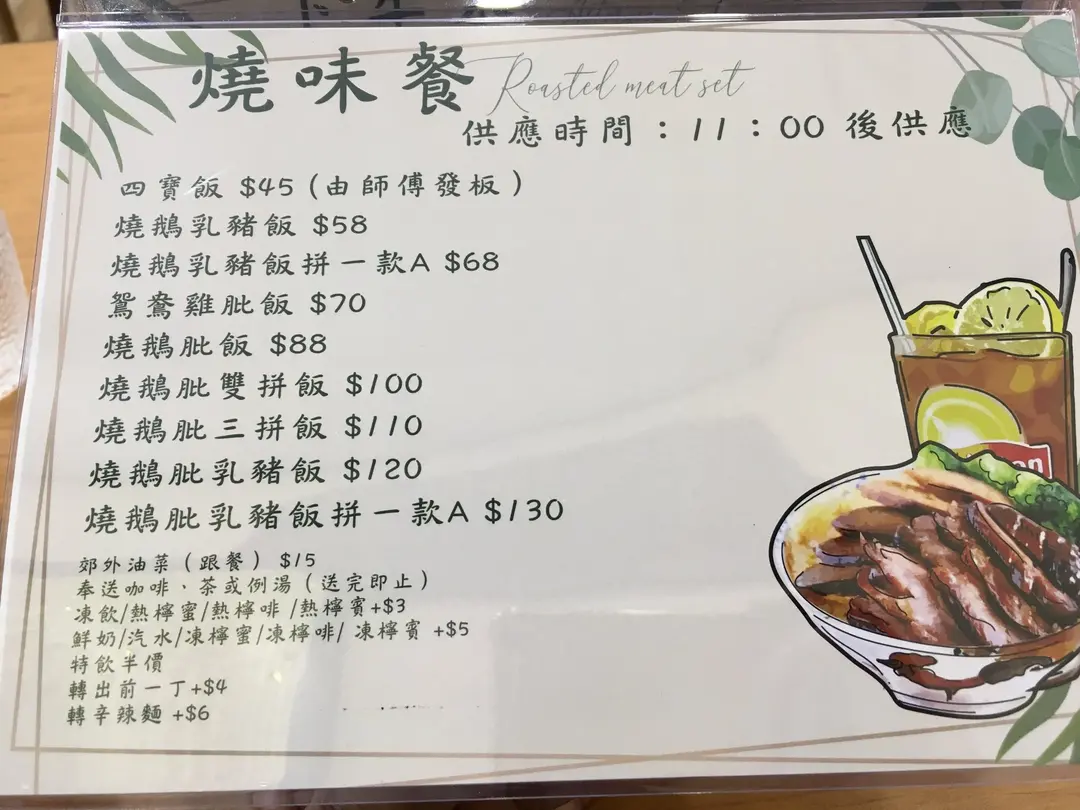 燒味餐 Roasted meat set
供應時間：11：00 後供應
四寶飯 $45 (由師傅發板)
燒鵝乳豬飯 $58
燒鵝乳豬飯拼一款A $68
鴛鴦雞肶飯 $70
燒鵝肶飯 $88
燒鵝肶雙拼飯 $100
燒鵝肶三拼飯 $110
燒鵝肶乳豬飯 $120
燒鵝肶乳豬飯拼一款A $130
郊外油菜 (跟餐) $15
奉送咖啡、茶或例湯 (送完即止)
凍飲/熱檸蜜/熱檸啡 /熱檸賓+$3
鮮奶/汽水/凍檸蜜/凍檸啡/ 凍檸賓 +$5
特飲半價
轉出前一丁+$4
轉辛辣麵 +$6